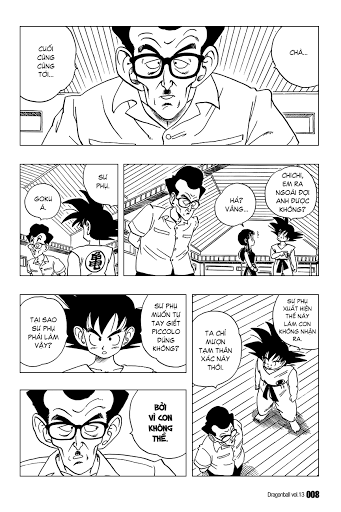 CHÀ...
CUỐI
CÙNG
CŨNG
TỚI...
CHICHI,
EM RA
NGOÀI ĐỢI
ANH ĐƯỢC
KHÔNG?
HẢ?
VÂNG...
SƯ
PHỤ.
GOKU
À.
亀
SƯ PHỤ
XUẤT HIỆN
THẾ NÀY
LÀM CON
KHÔNG NHẬN
RA.
TA CHỈ
MƯỢN
TẠM THÂN
XÁC NÀY
THÔI.
SƯ PHỤ
MUỐN TỰ
TAY GIẾT
PICCOLO
ĐÚNG
KHÔNG?
TẠI SAO
SƯ PHỤ
PHẢI LÀM
VẬY?
BỞI
VÌ CON
KHÔNG
THỂ.
Dragonball vol.13 008